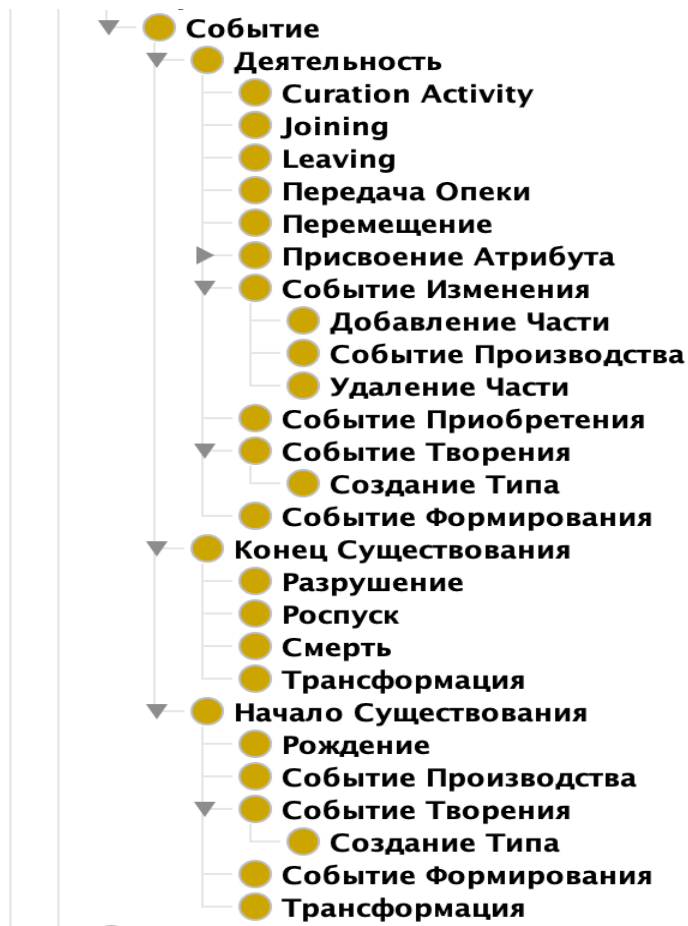 Событие
Деятельность
Curation Activity
Joining
Leaving
Передача Опеки
Перемещение
Присвоение Атрибута
Событие Изменения
Добавление Части
Событие Производства
Удаление Части
Событие Приобретения
Событие Творения
Создание Типа
Событие Формирования
Конец Существования
Разрушение
Роспуск
Смерть
Трансформация
Начало Существования
Рождение
Событие Производства
Событие Творения
Создание Типа
Событие Формирования
Трансформация